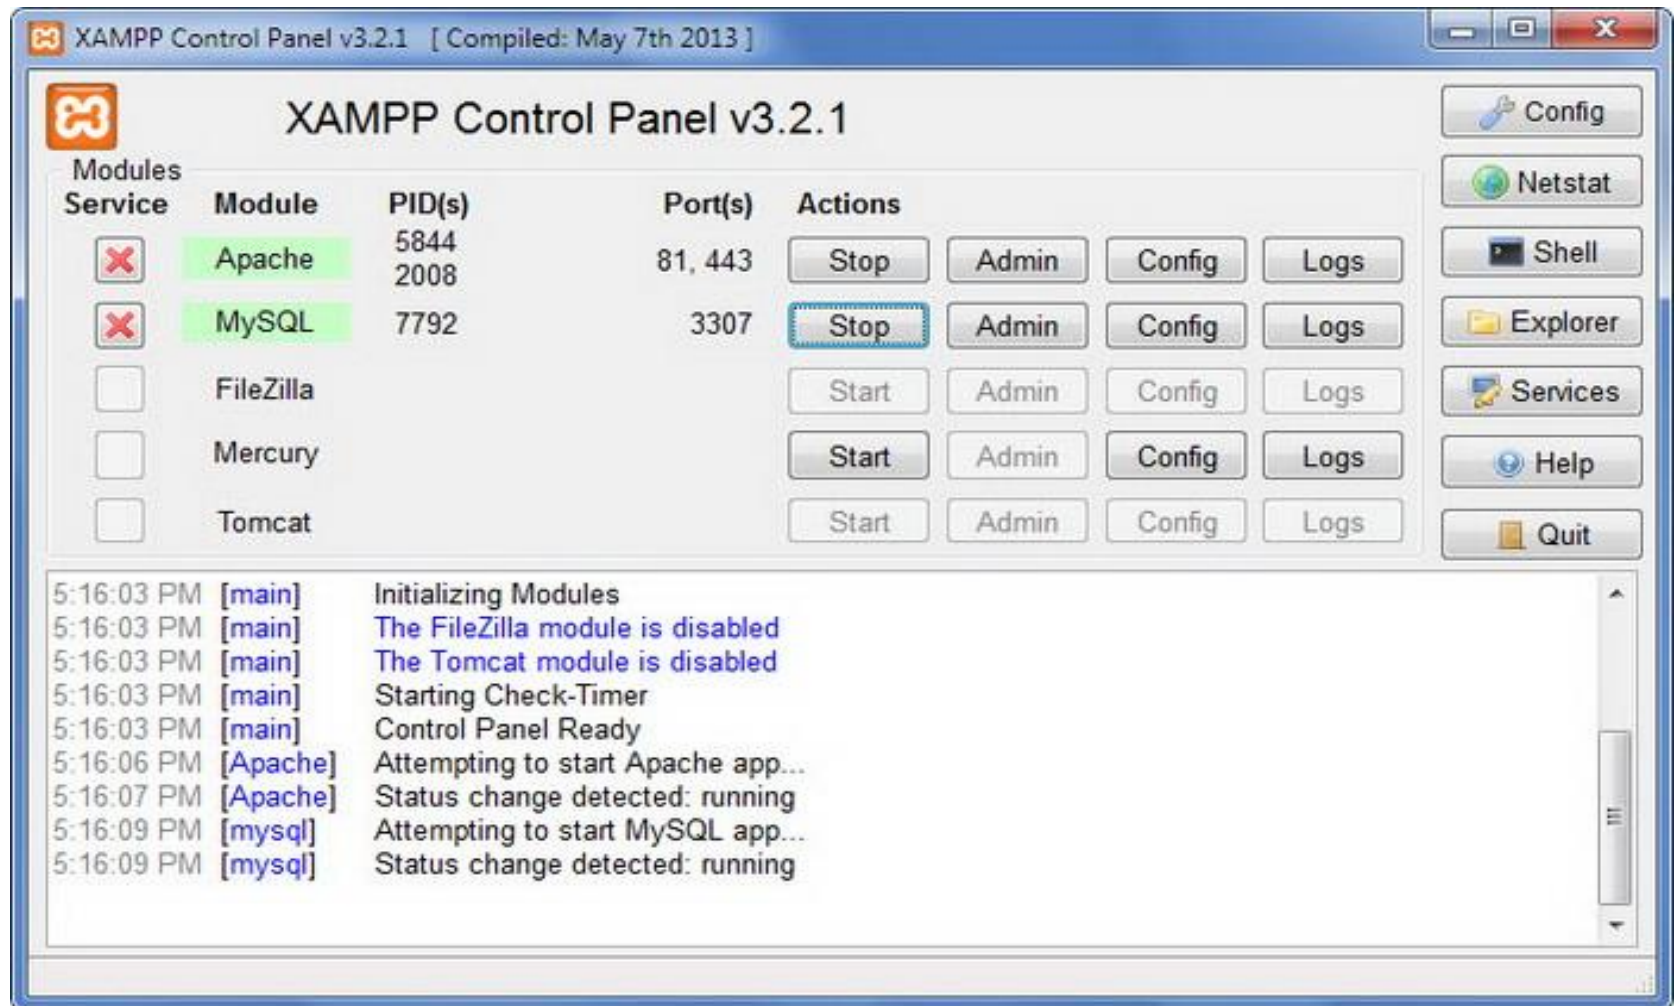 XAMPP Control Panel v3.2.1 [ Compiled: May 7th 2013 ]
XAMPP Control Panel v3.2.1
Config
Modules
Netstat
Service Module PID(s) Port(s) Actions
Apache 5844 2008 81, 443 Stop Admin Config Logs
Shell
MySQL 7792 3307 Stop Admin Config Logs
Explorer
FileZilla Start Admin Config Logs
Services
Mercury Start Admin Config Logs
Help
Tomcat Start Admin Config Logs
Quit
5:16:03 PM [main] Initializing Modules
5:16:03 PM [main] The FileZilla module is disabled
5:16:03 PM [main] The Tomcat module is disabled
5:16:03 PM [main] Starting Check-Timer
5:16:03 PM [main] Control Panel Ready
5:16:06 PM [Apache] Attempting to start Apache app...
5:16:07 PM [Apache] Status change detected: running
5:16:09 PM [mysql] Attempting to start MySQL app...
5:16:09 PM [mysql] Status change detected: running